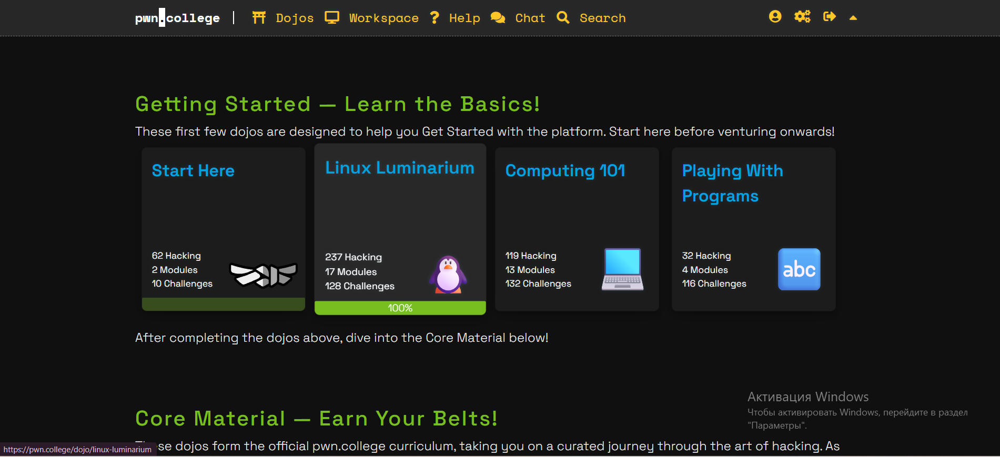 pwn.college | Dojos Workspace Help Chat Search
Getting Started — Learn the Basics!
These first few dojos are designed to help you Get Started with the platform. Start here before venturing onwards!
Start Here
62 Hacking
2 Modules
10 Challenges
Linux Luminarium
237 Hacking
17 Modules
128 Challenges
100%
Computing 101
119 Hacking
13 Modules
132 Challenges
Playing With
Programs
32 Hacking
4 Modules
116 Challenges
abc
After completing the dojos above, dive into the Core Material below!
Core Material — Earn Your Belts!
Активация Windows
Чтобы активировать Windows, перейдите в раздел
"Параметры".
ese dojos form the official pwn.college curriculum, taking you on a curated journey through the art of hacking. As
https://pwn.college/dojo/linux-luminarium